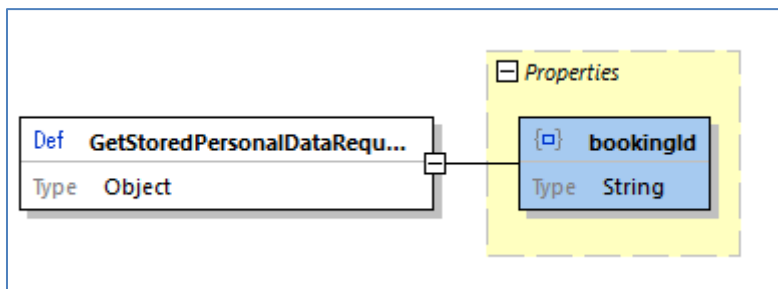 Properties
Def GetStoredPersonalDataRequ...
Type Object
{} bookingId
Type String